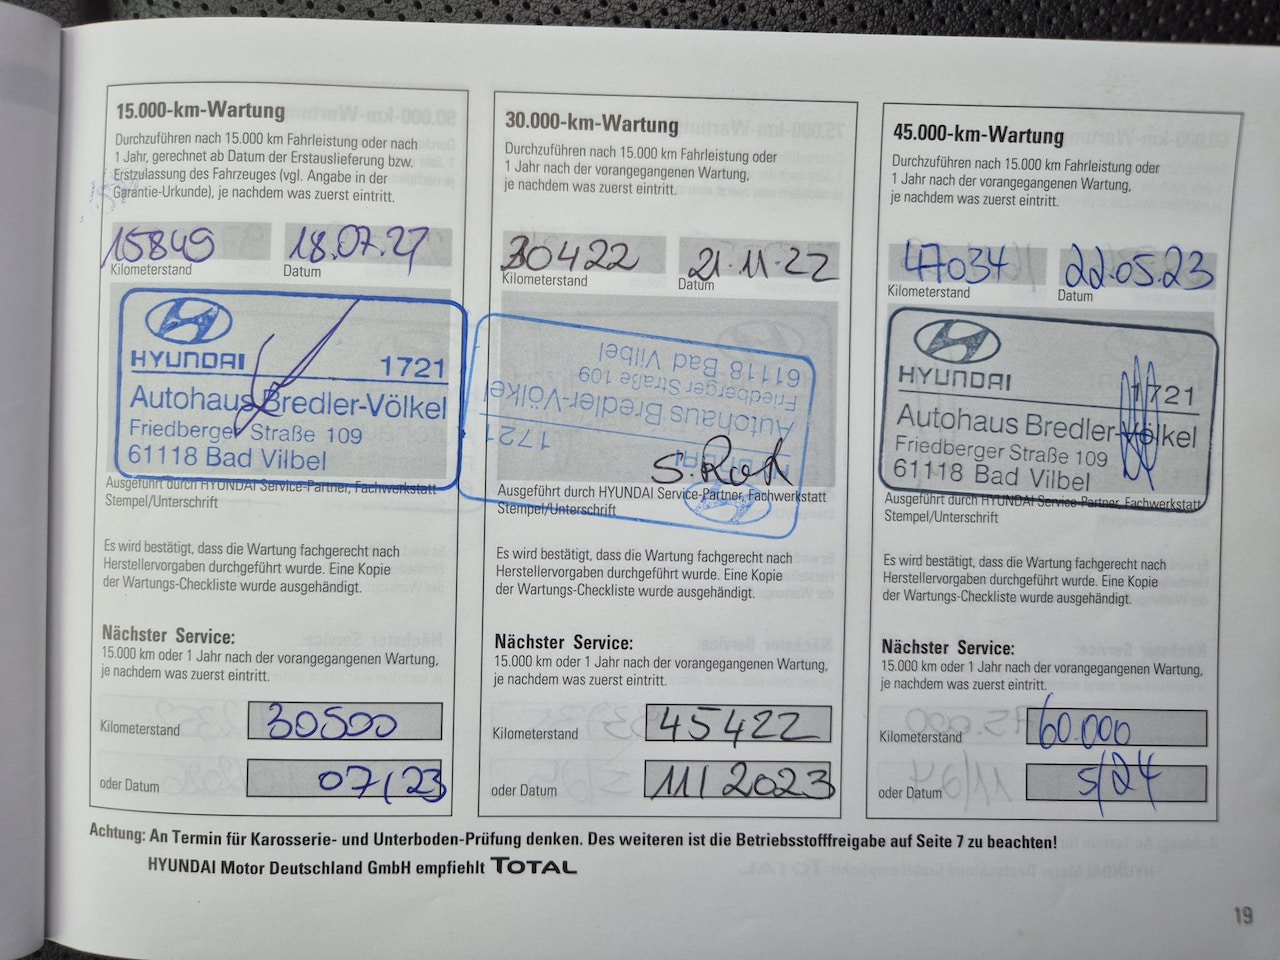 15.000-km-Wartung
Durchzuführen nach 15.000 km Fahrleistung oder nach
1 Jahr, gerechnet ab Datum der Erstauslieferung bzw.
Erstzulassung des Fahrzeuges (vgl. Angabe in der
Garantie-Urkunde), je nachdem was zuerst eintritt.
15849
Kilometerstand
18.07.27
Datum
HYUNDAI 1721
Autohaus Bredler-Völkel
Friedberger Straße 109
61118 Bad Vilbel
Ausgeführt durch HYUNDAI Service-Partner, Fachwerkstatt
Stempel/Unterschrift
Es wird bestätigt, dass die Wartung fachgerecht nach
Herstellervorgaben durchgeführt wurde. Eine Kopie
der Wartungs-Checkliste wurde ausgehändigt.
Nächster Service:
15.000 km oder 1 Jahr nach der vorangegangenen Wartung,
je nachdem was zuerst eintritt.
Kilometerstand 30500
oder Datum 07/23
30.000-km-Wartung
Durchzuführen nach 15.000 km Fahrleistung oder
1 Jahr nach der vorangegangenen Wartung,
je nachdem was zuerst eintritt.
30422
Kilometerstand
21.11.22
Datum
HYUNDAI 1721
Autohaus Bredler-Völkel
Friedberger Straße 109
61118 Bad Vilbel
Ausgeführt durch HYUNDAI Service-Partner, Fachwerkstatt
Stempel/Unterschrift
Es wird bestätigt, dass die Wartung fachgerecht nach
Herstellervorgaben durchgeführt wurde. Eine Kopie
der Wartungs-Checkliste wurde ausgehändigt.
Nächster Service:
15.000 km oder 1 Jahr nach der vorangegangenen Wartung,
je nachdem was zuerst eintritt.
Kilometerstand 45422
oder Datum 11/2023
45.000-km-Wartung
Durchzuführen nach 15.000 km Fahrleistung oder
1 Jahr nach der vorangegangenen Wartung,
je nachdem was zuerst eintritt.
47034
Kilometerstand
22.05.23
Datum
HYUNDAI 1721
Autohaus Bredler-Völkel
Friedberger Straße 109
61118 Bad Vilbel
Ausgeführt durch HYUNDAI Service-Partner, Fachwerkstatt
Stempel/Unterschrift
Es wird bestätigt, dass die Wartung fachgerecht nach
Herstellervorgaben durchgeführt wurde. Eine Kopie
der Wartungs-Checkliste wurde ausgehändigt.
Nächster Service:
15.000 km oder 1 Jahr nach der vorangegangenen Wartung,
je nachdem was zuerst eintritt.
Kilometerstand 60.000
oder Datum 5/24
Achtung: An Termin für Karosserie- und Unterboden-Prüfung denken. Des weiteren ist die Betriebsstofffreigabe auf Seite 7 zu beachten!
HYUNDAI Motor Deutschland GmbH empfiehlt TOTAL
19